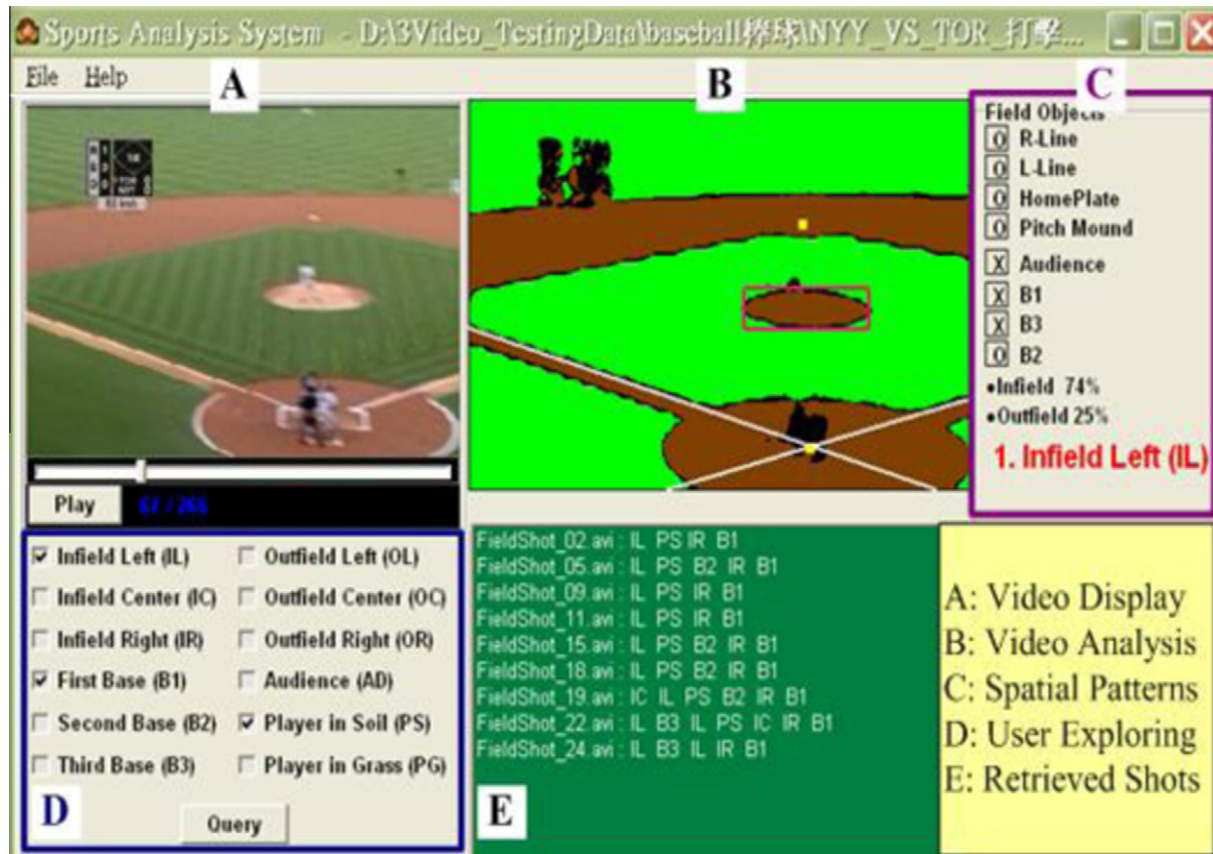 Sports Analysis System - D:\3Video_TestingData\baseball棒球\NYY_VS_TOR_打擊...
File Help
A
B
C
Play
67 / 266
Field Objects
O R-Line
O L-Line
O HomePlate
O Pitch Mound
X Audience
X B1
X B3
O B2
•Infield 74%
•Outfield 25%
1. Infield Left (IL)
Infield Left (IL) Outfield Left (OL)
Infield Center (IC) Outfield Center (OC)
Infield Right (IR) Outfield Right (OR)
First Base (B1) Audience (AD)
Second Base (B2) Player in Soil (PS)
Third Base (B3) Player in Grass (PG)
D
Query
FieldShot_02.avi : IL PS IR B1
FieldShot_05.avi : IL PS B2 IR B1
FieldShot_09.avi : IL PS IR B1
FieldShot_11.avi : IL PS IR B1
FieldShot_15.avi : IL PS B2 IR B1
FieldShot_18.avi : IL PS B2 IR B1
FieldShot_19.avi : IC IL PS B2 IR B1
FieldShot_22.avi : IL B3 IL PS IC IR B1
FieldShot_24.avi : IL B3 IL IR B1
E
A: Video Display
B: Video Analysis
C: Spatial Patterns
D: User Exploring
E: Retrieved Shots